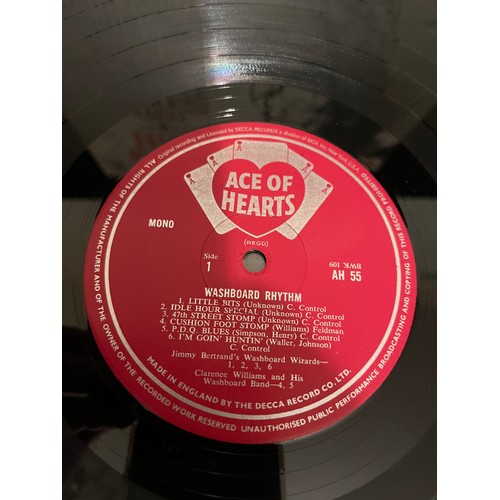 ALL RIGHTS OF THE MANUFACTURER AND OF THE OWNER OF THE RECORDED WORK RESERVED UNAUTHORISED PUBLIC PERFORMANCE BROADCASTING AND COPYING OF THIS RECORD PROHIBITED
Original recording and Licensed by DECCA RECORDS a division of MCA Inc. New York, U.S.A.
A
A
A
A
ACE OF
HEARTS
(REGD)
MONO
Side
1
BWK 109
AH 55
WASHBOARD RHYTHM
1. LITTLE BITS (Unknown) C. Control
2. IDLE HOUR SPECIAL (Unknown) C. Control
3. 47th STREET STOMP (Unknown) C. Control
4. CUSHION FOOT STOMP (Williams) Feldman
5. P.D.Q. BLUES (Simpson, Henry) C. Control
6. I'M GOIN' HUNTIN' (Waller, Johnson)
C. Control
Jimmy Bertrand's Washboard Wizards—
1, 2, 3, 6
Clarence Williams and His
Washboard Band—4, 5
MADE IN ENGLAND BY THE DECCA RECORD CO. LTD.